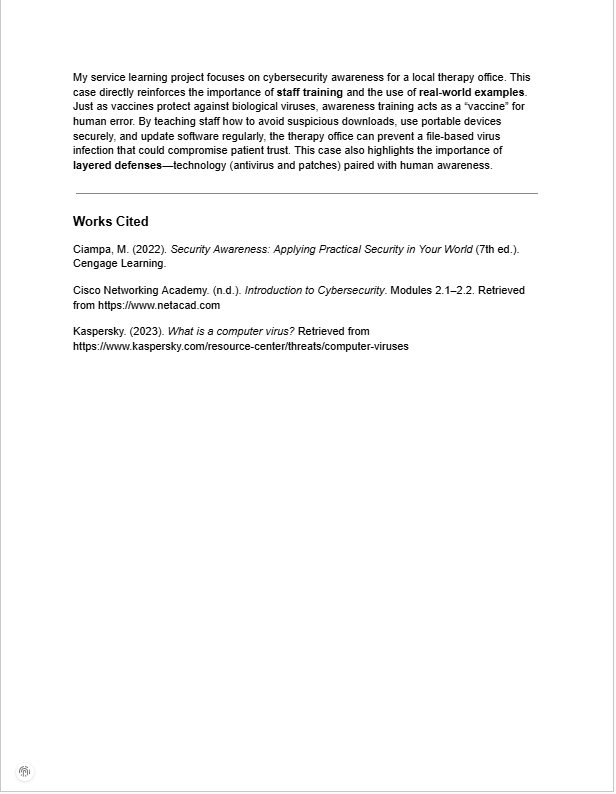 My service learning project focuses on cybersecurity awareness for a local therapy office. This
case directly reinforces the importance of staff training and the use of real-world examples.
Just as vaccines protect against biological viruses, awareness training acts as a “vaccine” for
human error. By teaching staff how to avoid suspicious downloads, use portable devices
securely, and update software regularly, the therapy office can prevent a file-based virus
infection that could compromise patient trust. This case also highlights the importance of
layered defenses—technology (antivirus and patches) paired with human awareness.
Works Cited
Ciampa, M. (2022). Security Awareness: Applying Practical Security in Your World (7th ed.).
Cengage Learning.
Cisco Networking Academy. (n.d.). Introduction to Cybersecurity. Modules 2.1–2.2. Retrieved
from https://www.netacad.com
Kaspersky. (2023). What is a computer virus? Retrieved from
https://www.kaspersky.com/resource-center/threats/computer-viruses